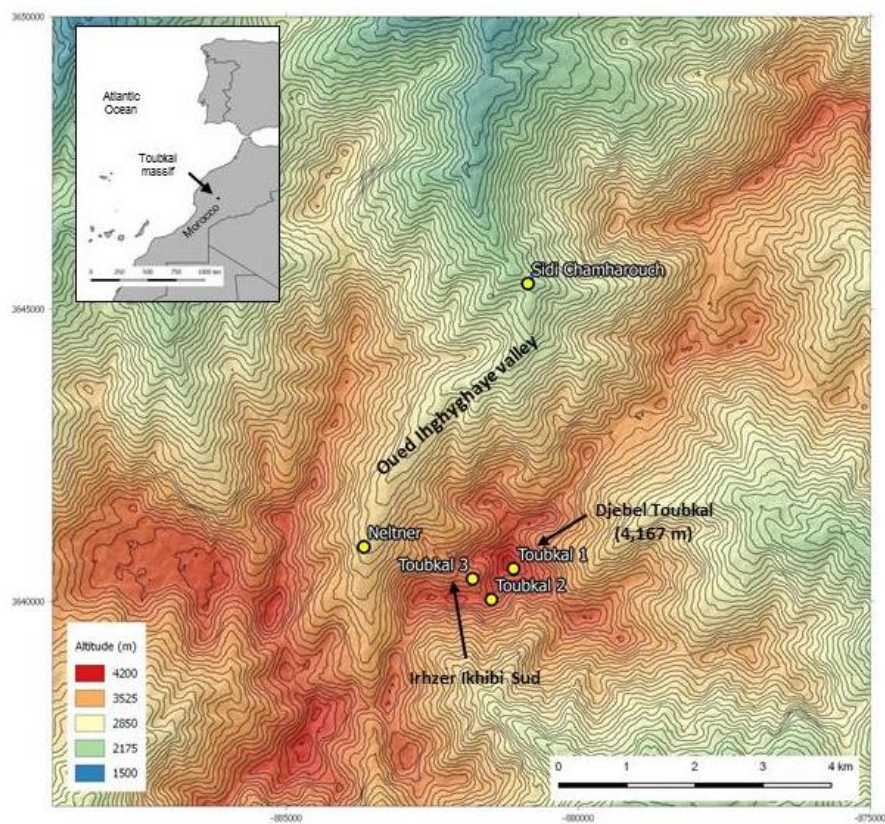 3650000
Atlantic
Ocean
Toubkal
massif
Morocco
0 250 500 750 1000 km
Sidi Chamharouch
3645000
Oued Ihghyghaye valley
Djebel Toubkal
(4,167 m)
Neltner
Toubkal 1
Toubkal 3
Toubkal 2
3640000
Irhzer Ikhibi Sud
Altitude (m)
4200
3525
2850
2175
1500
0 1 2 3 4 km
-885000 -880000 -875000